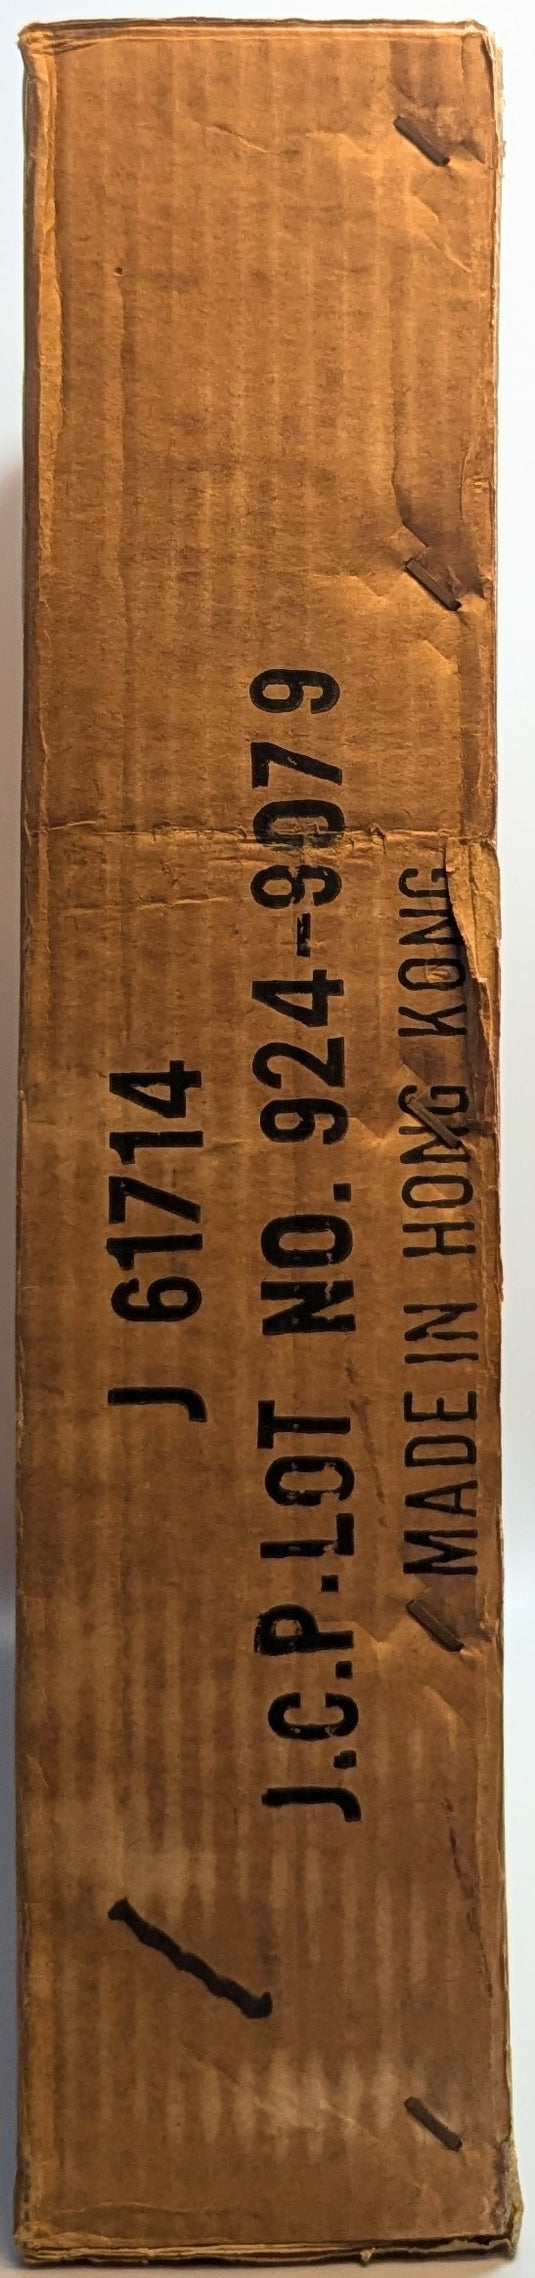 J 61714
J.C.P. LOT NO. 924-9079
MADE IN HONG KONG